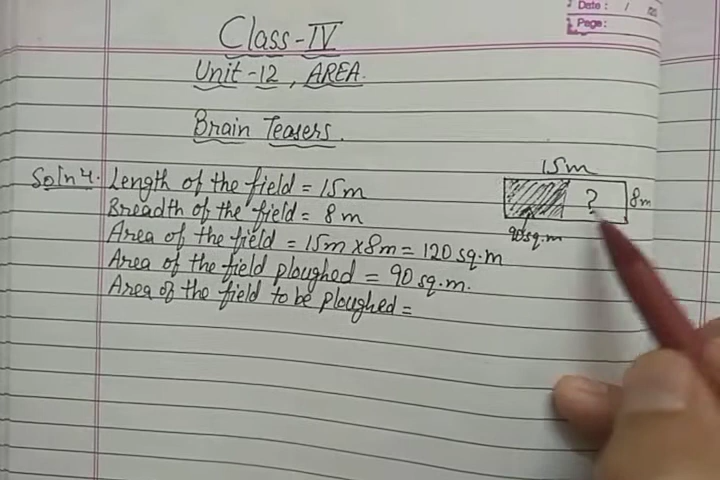 Date: / /20
Page:
Class-IV
Unit-12, AREA.
Brain Teasers.
Soln 4. Length of the field = 15m
Breadth of the field = 8 m
Area of the field = 15m x 8m = 120 sq.m
Area of the field ploughed = 90 sq.m.
Area of the field to be ploughed =
15m
?
8m
90sq.m